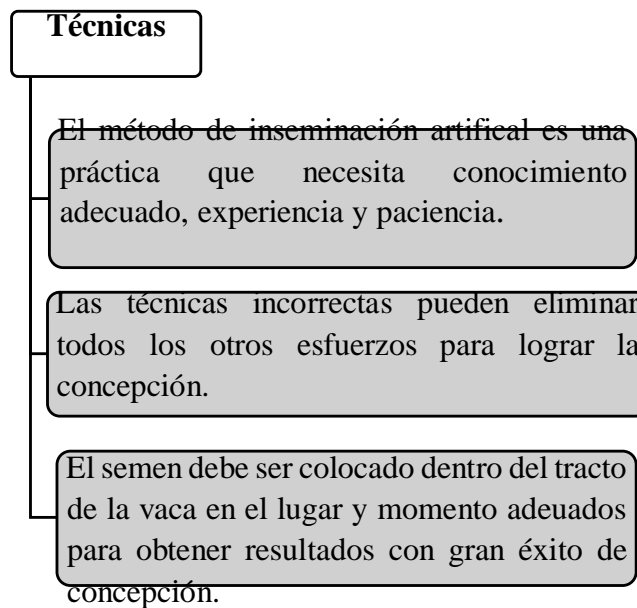 Técnicas
El método de inseminación artifical es una
práctica que necesita conocimiento
adecuado, experiencia y paciencia.
Las técnicas incorrectas pueden eliminar
todos los otros esfuerzos para lograr la
concepción.
El semen debe ser colocado dentro del tracto
de la vaca en el lugar y momento adeuados
para obtener resultados con gran éxito de
concepción.